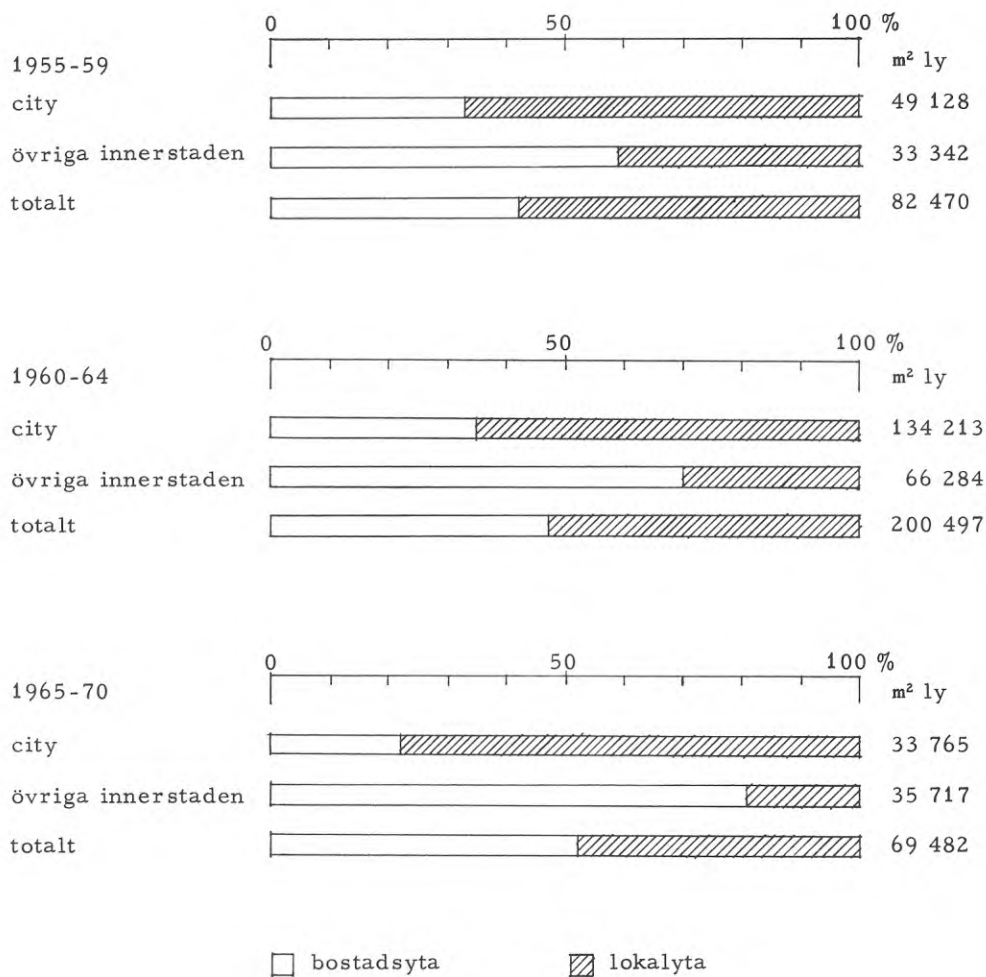 0 50 100 %
1955-59 m² ly
city 49 128
övriga innerstaden 33 342
totalt 82 470
0 50 100 %
1960-64 m² ly
city 134 213
övriga innerstaden 66 284
totalt 200 497
0 50 100 %
1965-70 m² ly
city 33 765
övriga innerstaden 35 717
totalt 69 482
bostadsyta lokalyta